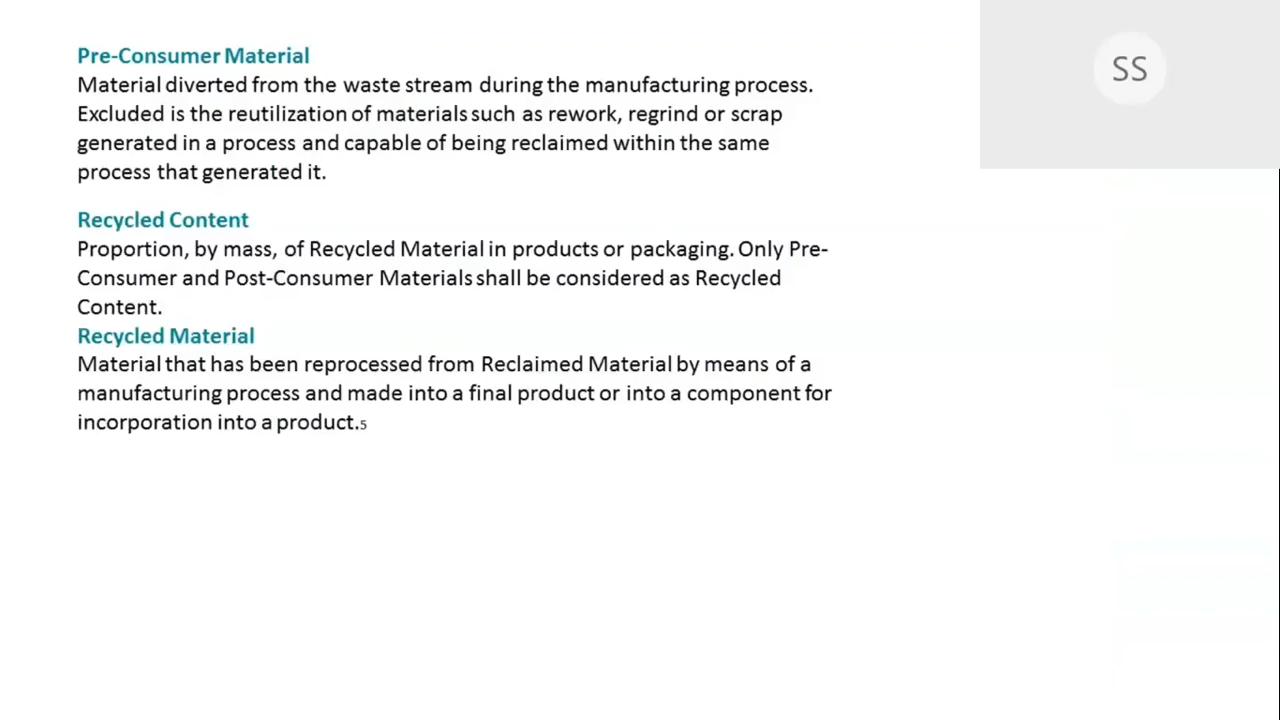 Pre-Consumer Material
Material diverted from the waste stream during the manufacturing process.
Excluded is the reutilization of materials such as rework, regrind or scrap
generated in a process and capable of being reclaimed within the same
process that generated it.
Recycled Content
Proportion, by mass, of Recycled Material in products or packaging. Only Pre-
Consumer and Post-Consumer Materials shall be considered as Recycled
Content.
Recycled Material
Material that has been reprocessed from Reclaimed Material by means of a
manufacturing process and made into a final product or into a component for
incorporation into a product.5
SS